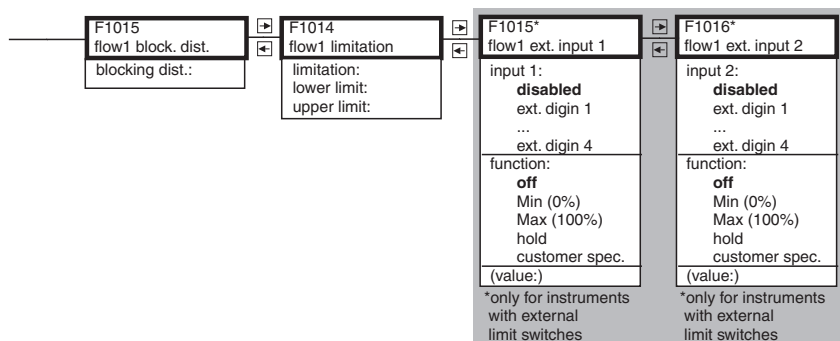 F1015
flow1 block. dist.
blocking dist.:
F1014
flow1 limitation
limitation:
lower limit:
upper limit:
F1015*
flow1 ext. input 1
input 1:
disabled
ext. digin 1
...
ext. digin 4
function:
off
Min (0%)
Max (100%)
hold
customer spec.
(value:)
*only for instruments
with external
limit switches
F1016*
flow1 ext. input 2
input 2:
disabled
ext. digin 1
...
ext. digin 4
function:
off
Min (0%)
Max (100%)
hold
customer spec.
(value:)
*only for instruments
with external
limit switches